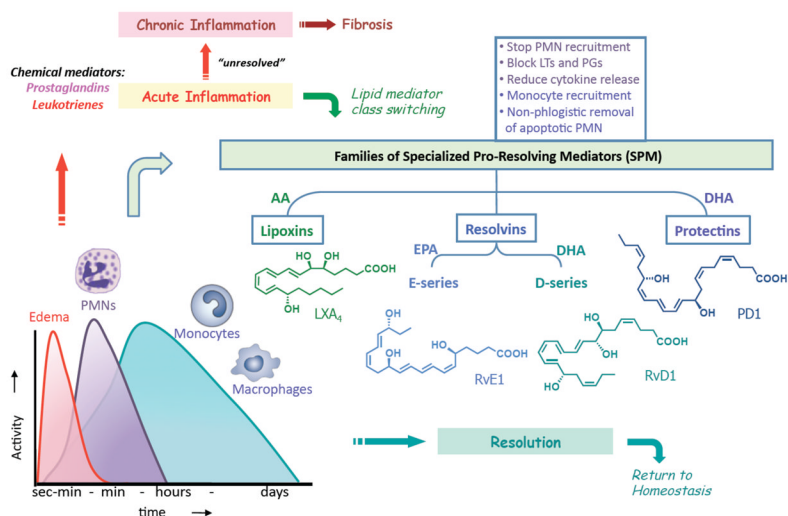 Chronic Inflammation
Fibrosis
“unresolved”
Chemical mediators:
Prostaglandins
Leukotrienes
Acute Inflammation
Lipid mediator
class switching
• Stop PMN recruitment
• Block LTs and PGs
• Reduce cytokine release
• Monocyte recruitment
• Non-phlogistic removal
of apoptotic PMN
Families of Specialized Pro-Resolving Mediators (SPM)
AA
DHA
Lipoxins
Resolvins
Protectins
EPA
DHA
E-series
D-series
HO OH
COOH
OH
LXA4
OH
HO
OH
COOH
RvE1
HO
COOH
OH
HO
RvD1
OH
COOH
OH
PD1
PMNs
Edema
Monocytes
Macrophages
Activity
sec-min - min - hours - days
time
Resolution
Return to
Homeostasis